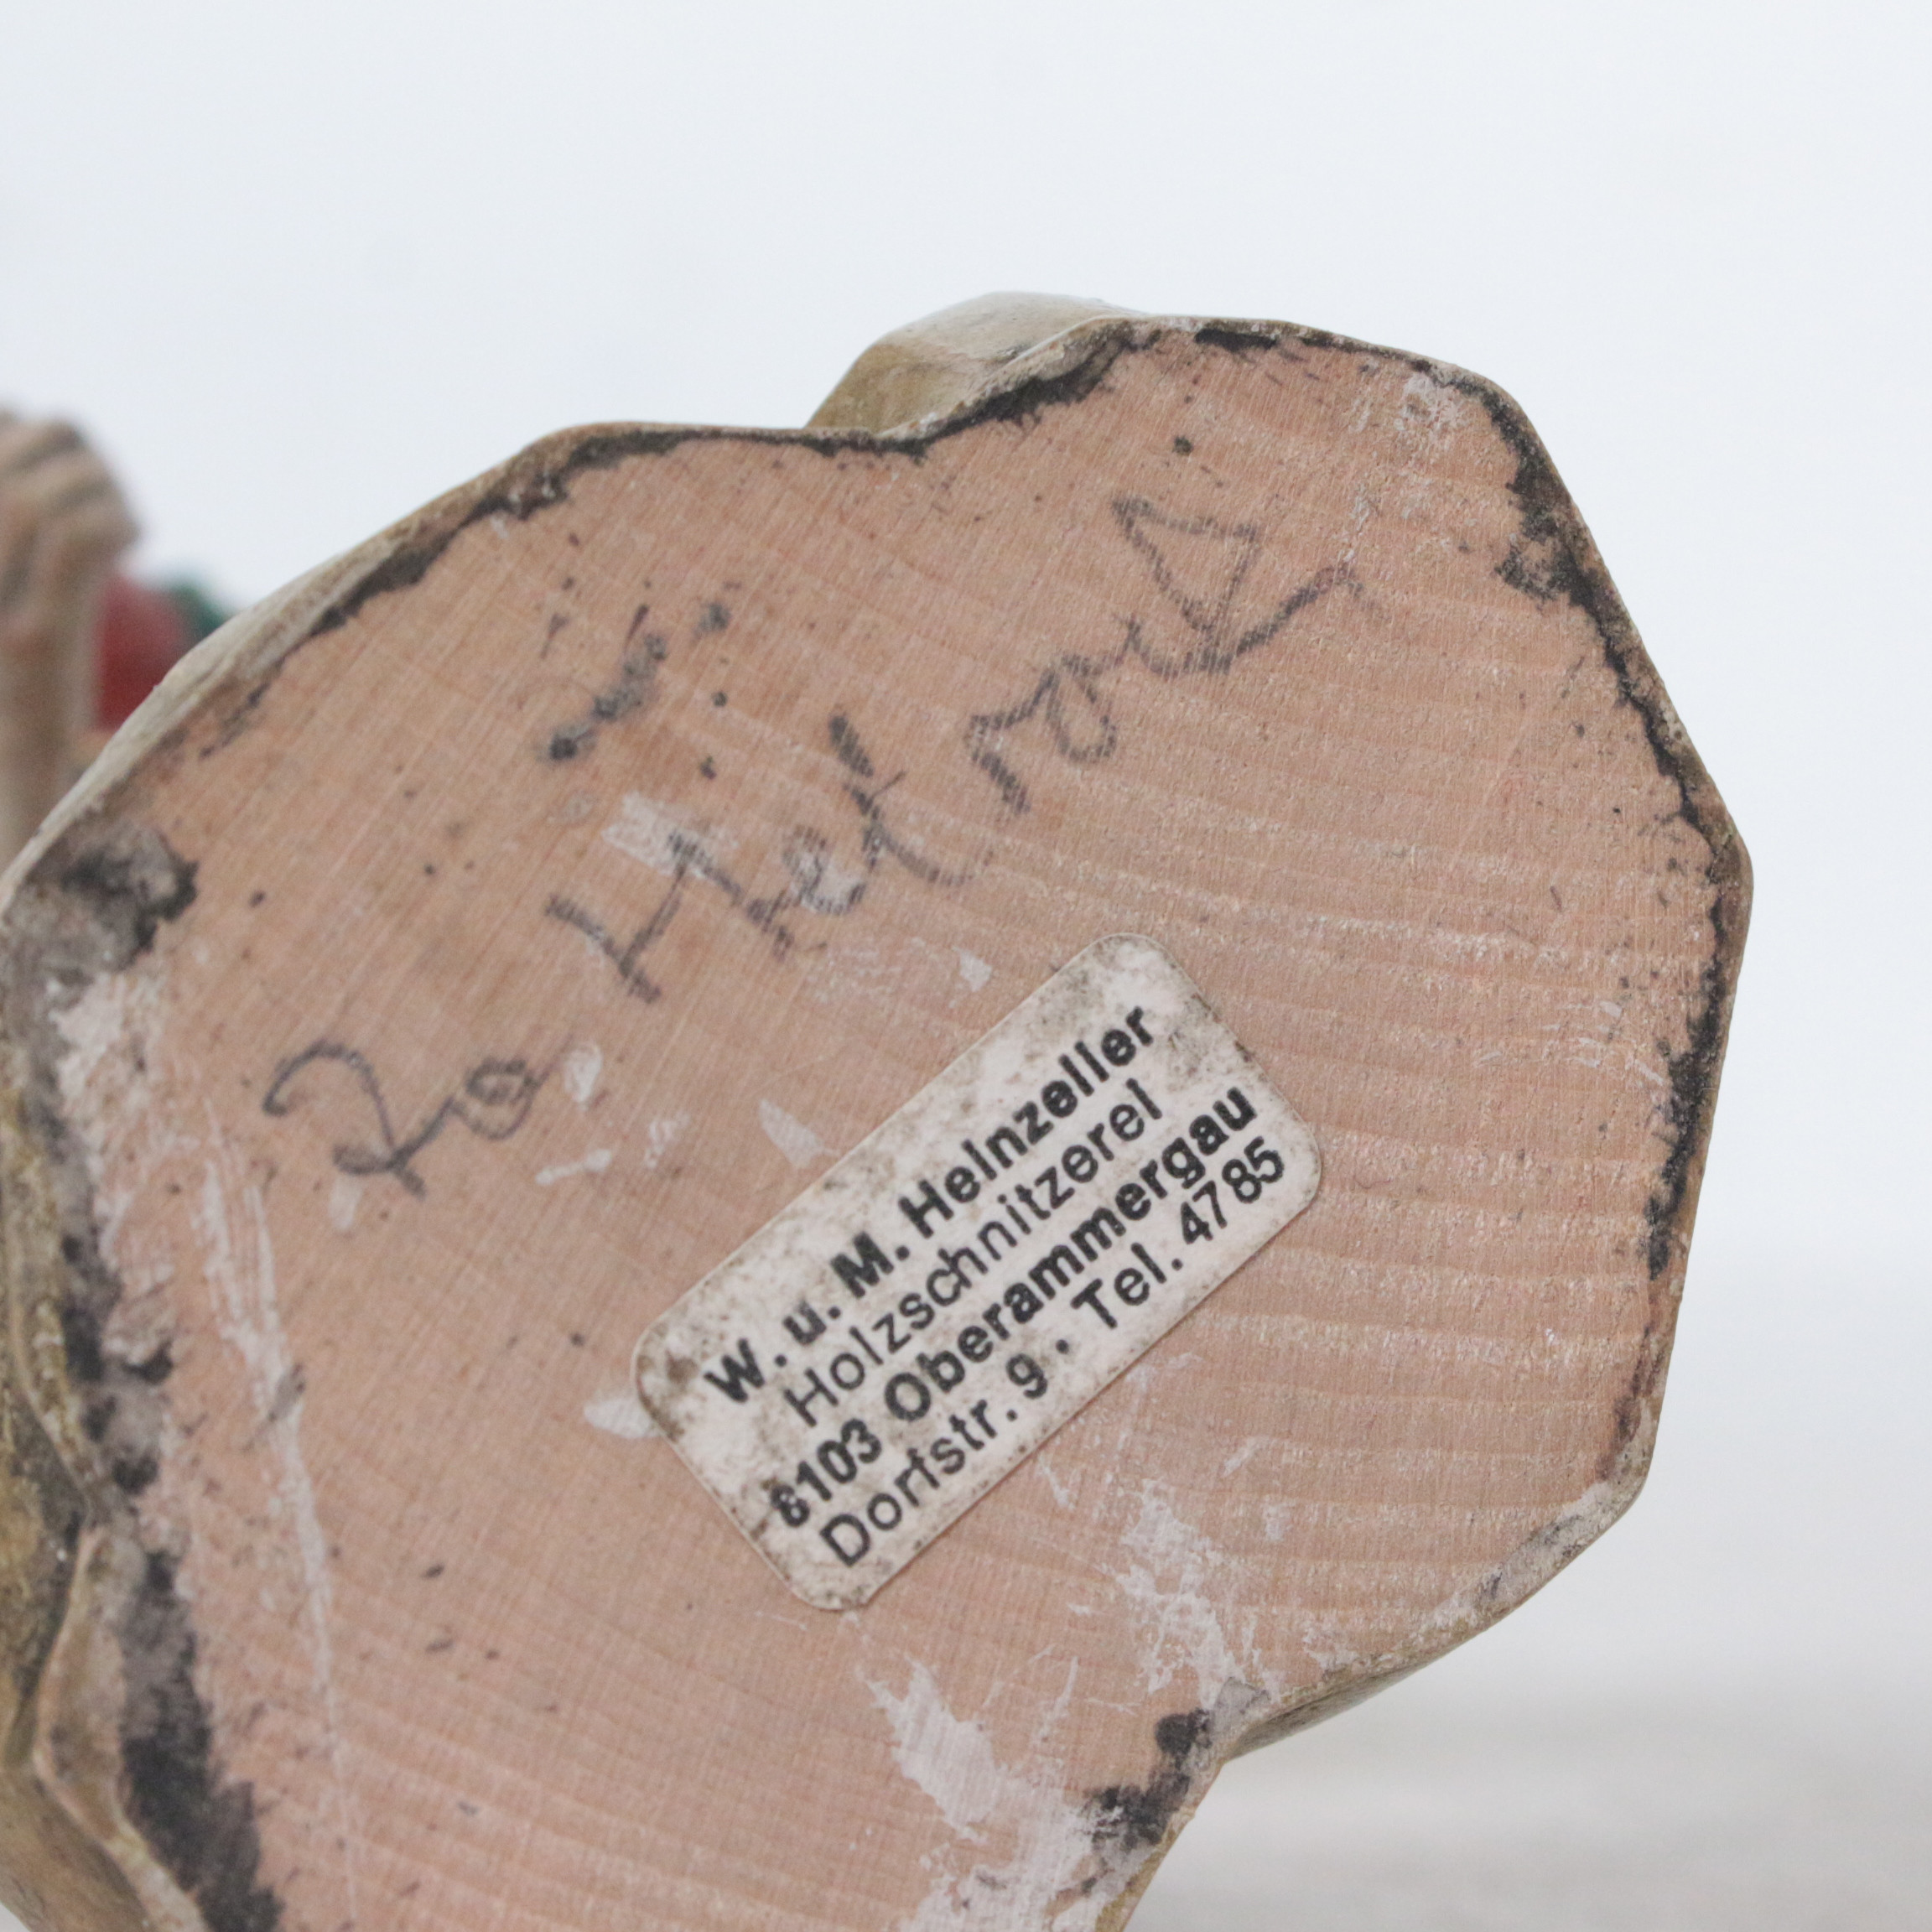 W. u. M. Heinzeller
Holzschnitzerei
8103 Oberammergau
Dorfstr. 9 . Tel. 4785